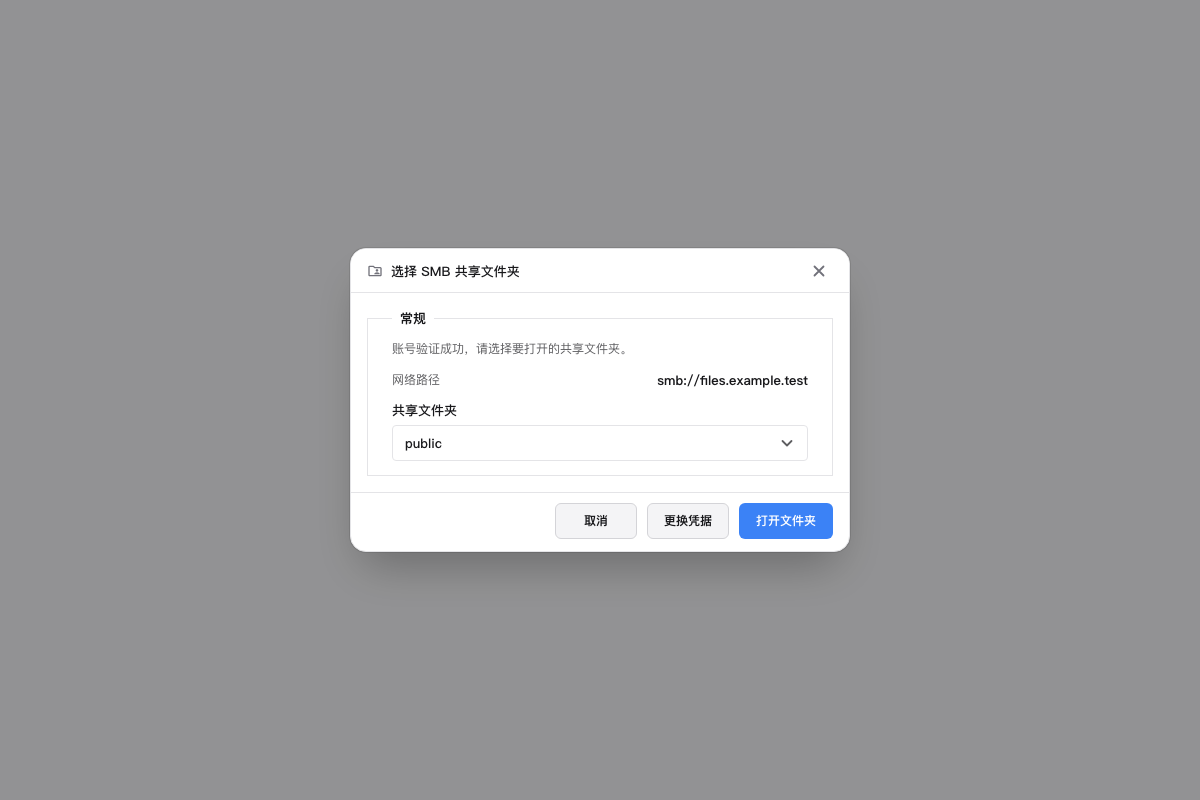 选择 SMB 共享文件夹
常规
账号验证成功，请选择要打开的共享文件夹。
网络路径 smb://files.example.test
共享文件夹
public
取消 更换凭据 打开文件夹